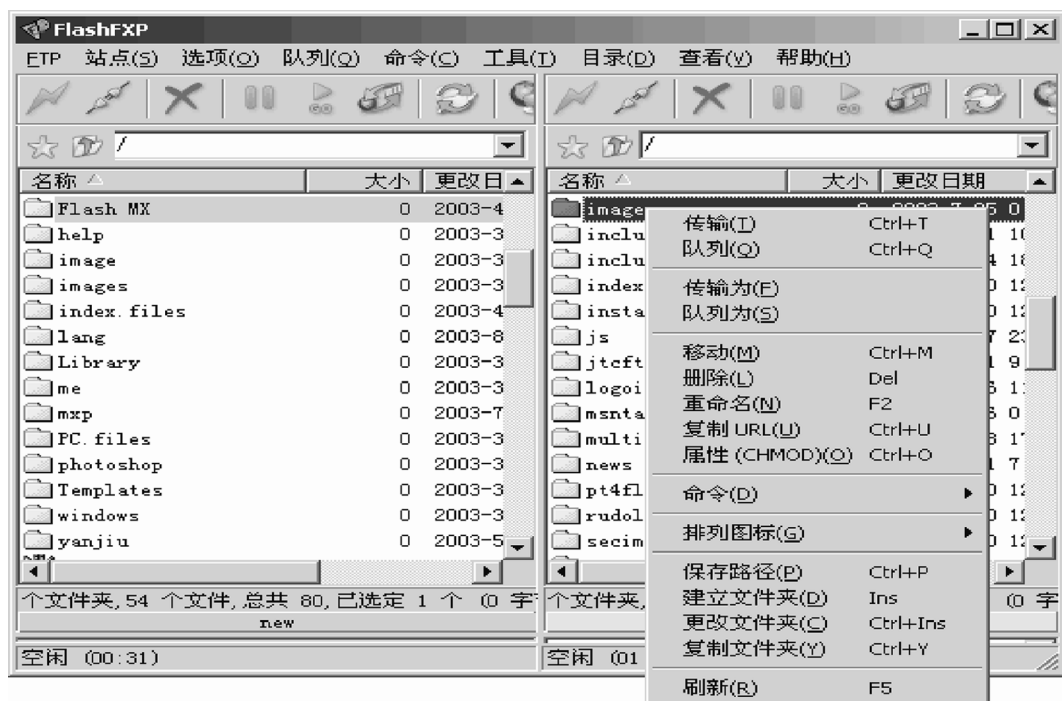 FlashFXP
FTP 站点(S) 选项(O) 队列(Q) 命令(C) 工具(T) 目录(D) 查看(V) 帮助(H)
/
名称 大小 更改日
Flash MX 0 2003-4
help 0 2003-3
image 0 2003-3
images 0 2003-3
index.files 0 2003-4
lang 0 2003-8
Library 0 2003-3
me 0 2003-3
mxp 0 2003-7
PC.files 0 2003-3
photoshop 0 2003-3
Templates 0 2003-3
windows 0 2003-3
yanjiu 0 2003-5
个文件夹,54 个文件,总共 80,已选定 1 个 (0 字
new
空闲 (00:31)
/
名称 大小 更改日期
image
inclu
inclu
index
insta
js
jtcft
logoi
msnta
multi
news
pt4fl
rudol
secim
个文件夹, (0 字
空闲 (01
传输(T) Ctrl+T
队列(Q) Ctrl+Q
传输为(F)
队列为(S)
移动(M) Ctrl+M
删除(L) Del
重命名(N) F2
复制 URL(U) Ctrl+U
属性 (CHMOD)(O) Ctrl+O
命令(D)
排列图标(G)
保存路径(P) Ctrl+P
建立文件夹(D) Ins
更改文件夹(C) Ctrl+Ins
复制文件夹(Y) Ctrl+Y
刷新(R) F5